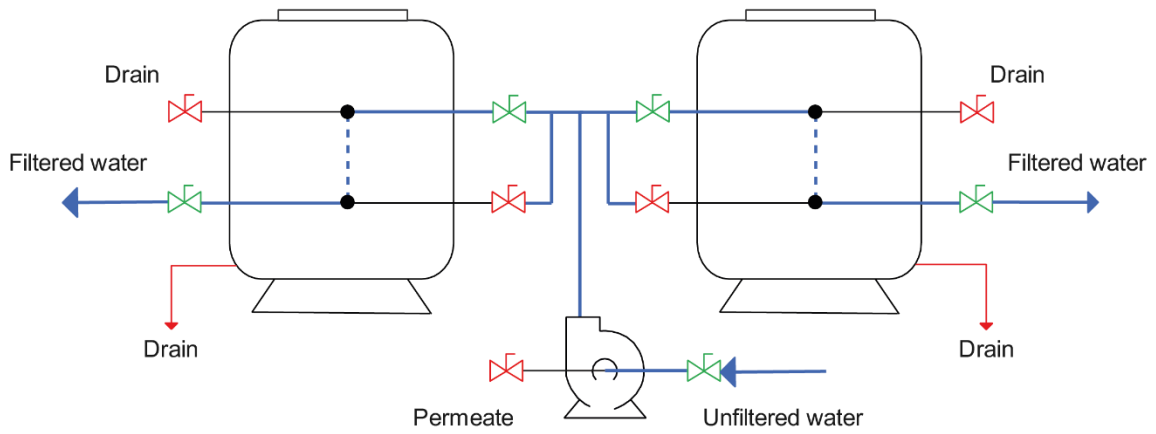 Drain
Drain
Filtered water
Filtered water
Drain
Drain
Permeate
Unfiltered water